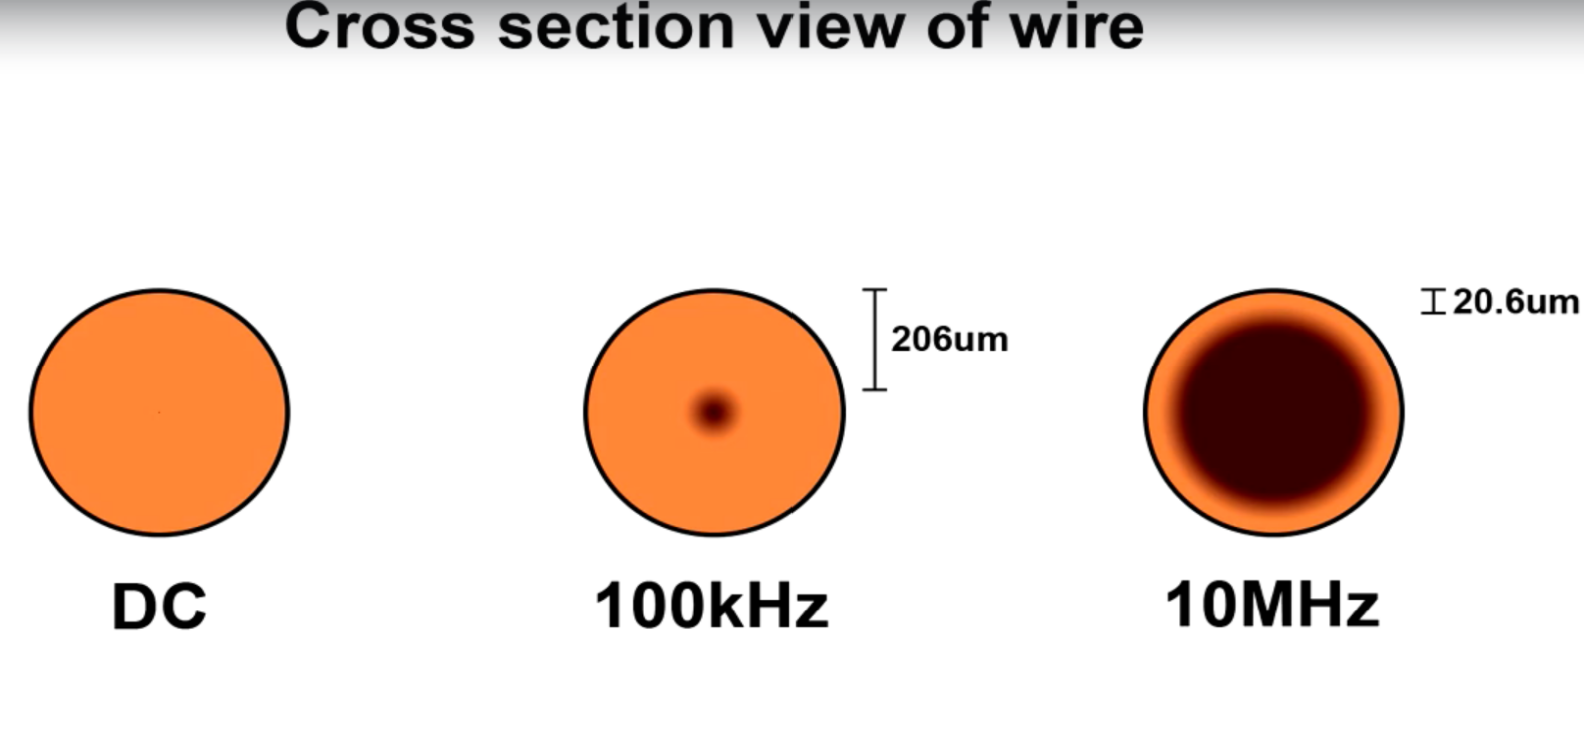 Cross section view of wire
206um
20.6um
DC
100kHz
10MHz